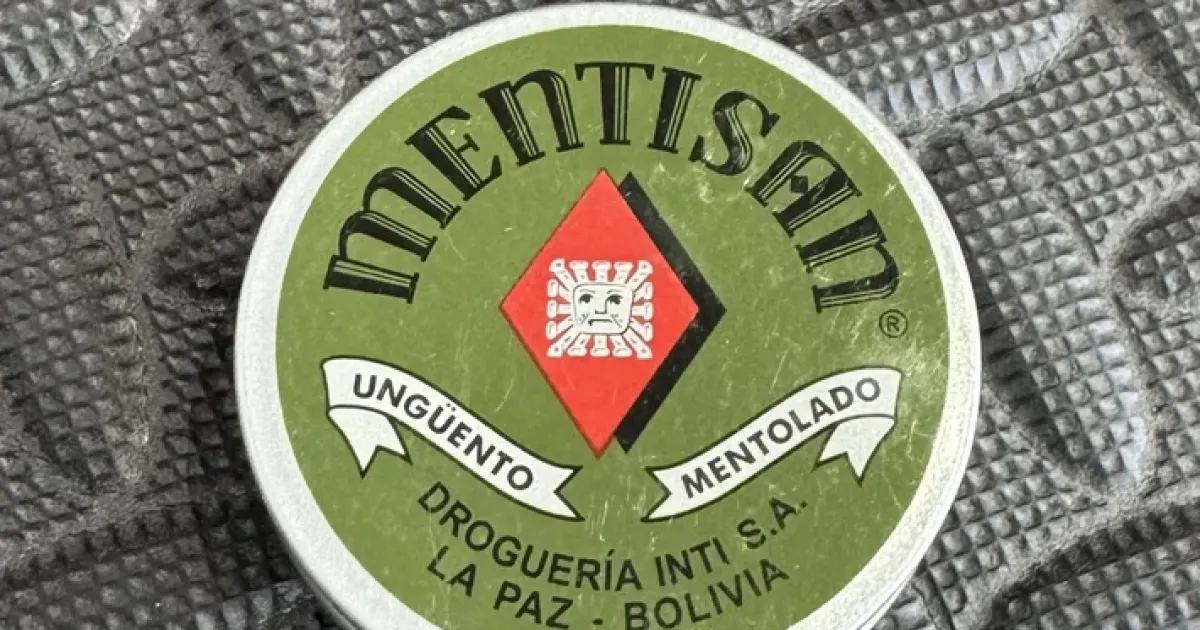 MENTISAN
®
UNGÜENTO
MENTOLADO
DROGUERÍA INTI S.A.
LA PAZ - BOLIVIA